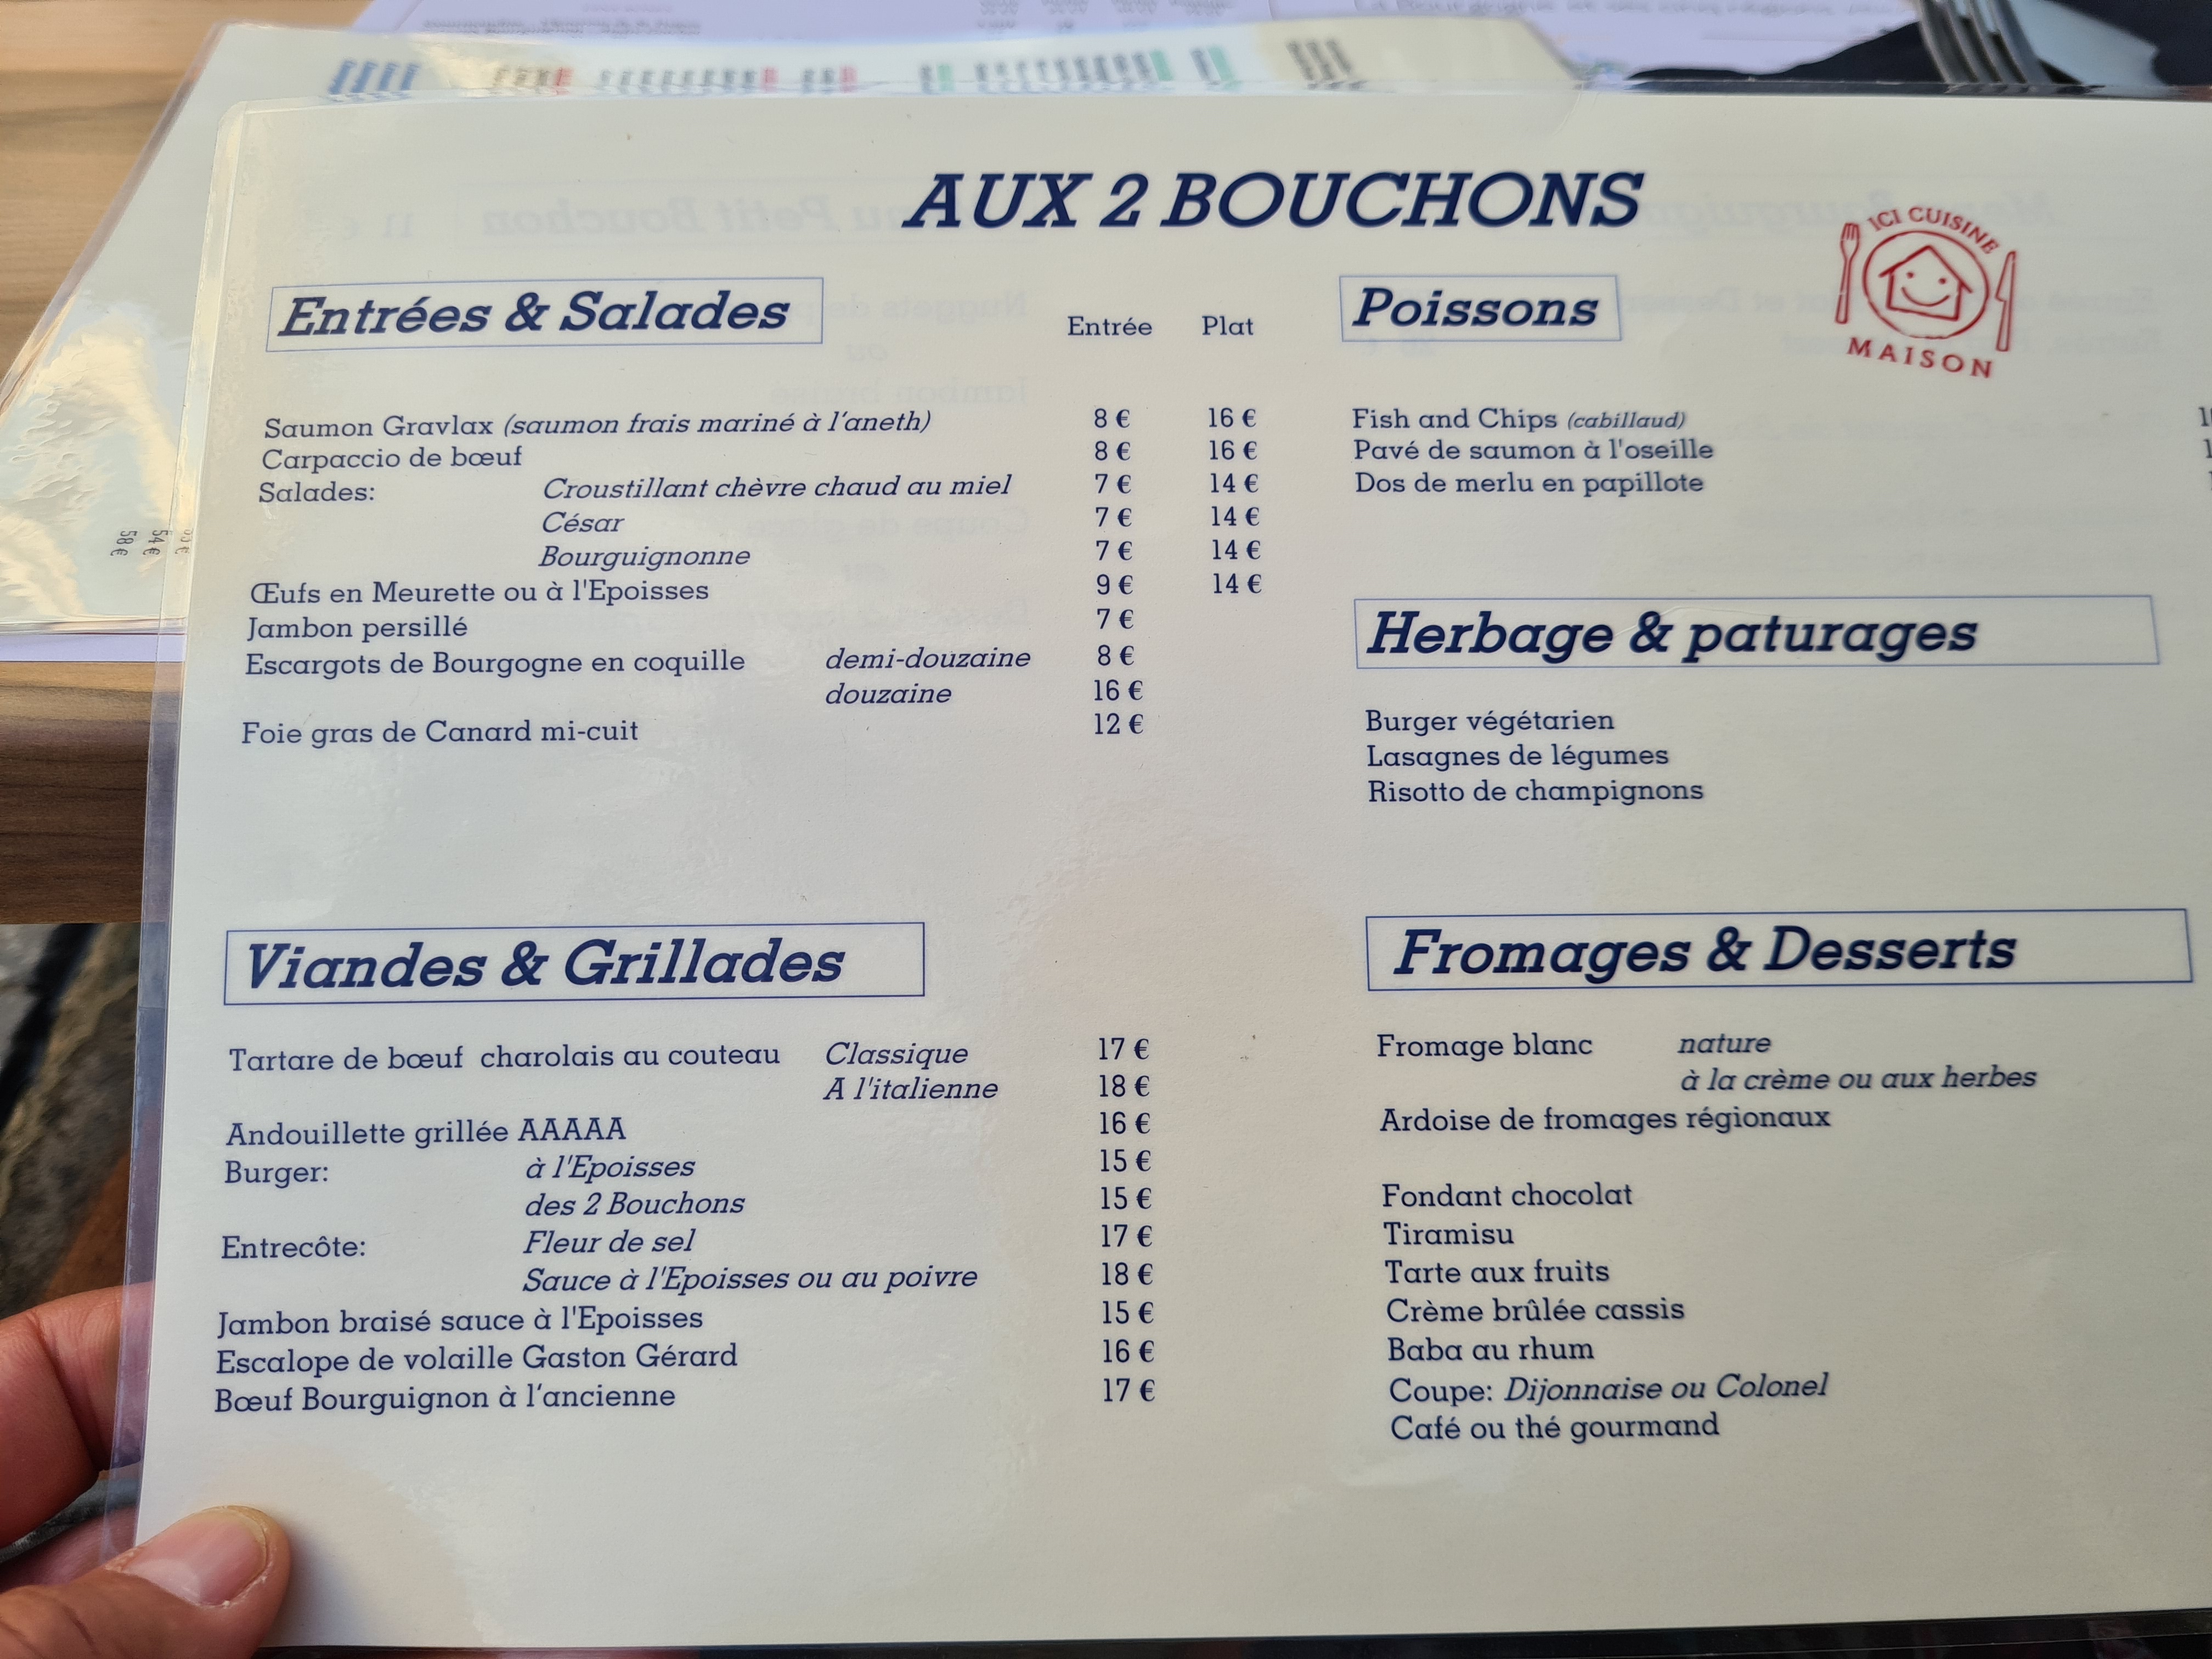 AUX 2 BOUCHONS
ICI CUISINE
MAISON
Entrées & Salades
Entrée Plat
Saumon Gravlax (saumon frais mariné à l'aneth) 8 € 16 €
Carpaccio de bœuf 8 € 16 €
Salades: Croustillant chèvre chaud au miel 7 € 14 €
César 7 € 14 €
Bourguignonne 7 € 14 €
Œufs en Meurette ou à l'Epoisses 9 € 14 €
Jambon persillé 7 €
Escargots de Bourgogne en coquille demi-douzaine 8 €
douzaine 16 €
Foie gras de Canard mi-cuit 12 €
Viandes & Grillades
Tartare de bœuf charolais au couteau Classique 17 €
A l'italienne 18 €
Andouillette grillée AAAAA 16 €
Burger: à l'Epoisses 15 €
des 2 Bouchons 15 €
Entrecôte: Fleur de sel 17 €
Sauce à l'Epoisses ou au poivre 18 €
Jambon braisé sauce à l'Epoisses 15 €
Escalope de volaille Gaston Gérard 16 €
Bœuf Bourguignon à l'ancienne 17 €
Poissons
Fish and Chips (cabillaud)
Pavé de saumon à l'oseille
Dos de merlu en papillote
Herbage & paturages
Burger végétarien
Lasagnes de légumes
Risotto de champignons
Fromages & Desserts
Fromage blanc nature
à la crème ou aux herbes
Ardoise de fromages régionaux
Fondant chocolat
Tiramisu
Tarte aux fruits
Crème brûlée cassis
Baba au rhum
Coupe: Dijonnaise ou Colonel
Café ou thé gourmand
54 €
58 €